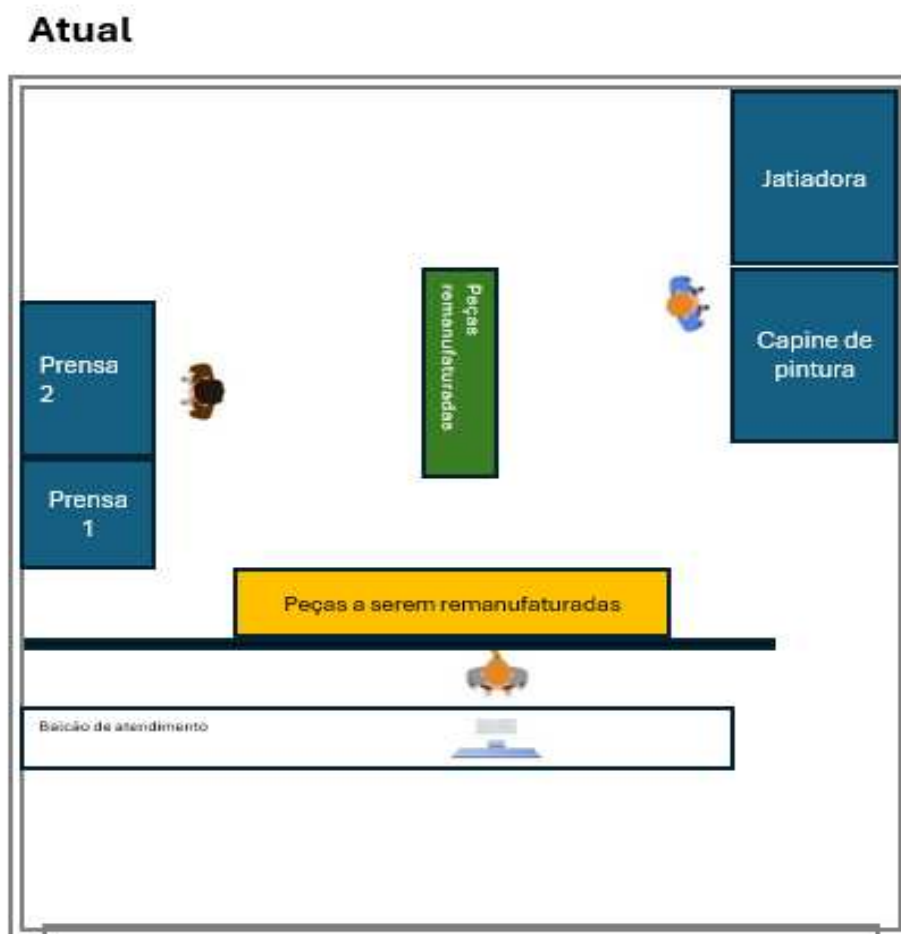 Atual
Jatiadora
Peças
remanufaturadas
Capine de
pintura
Prensa
2
Prensa
1
Peças a serem remanufaturadas
Balcão de atendimento